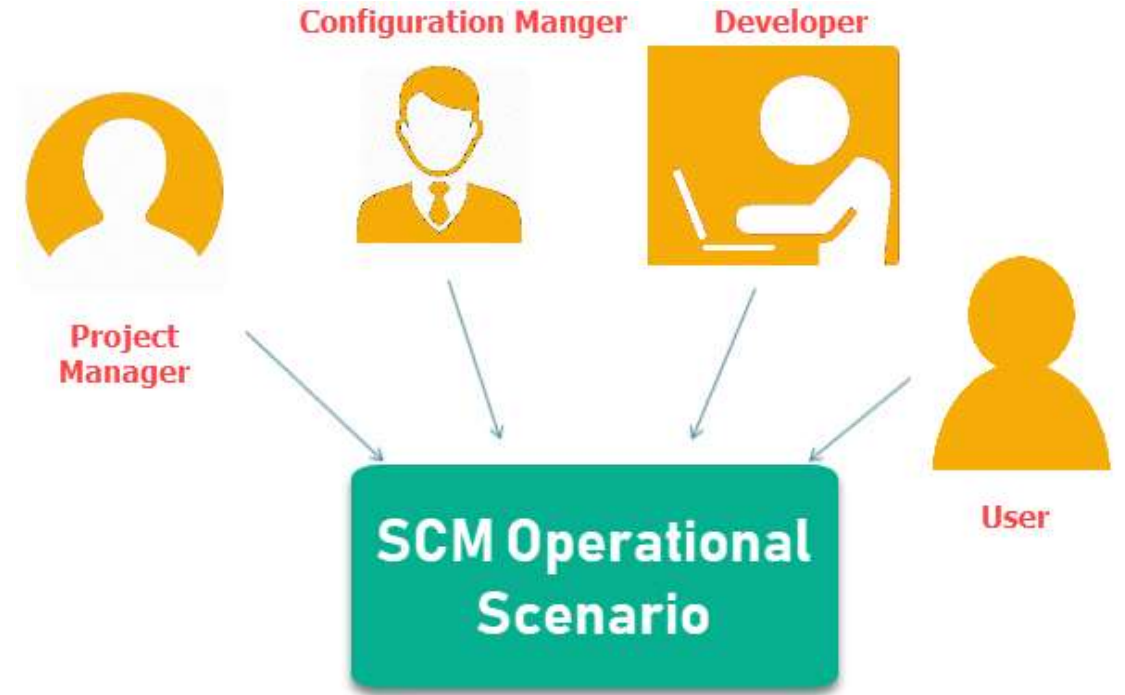 Configuration Manger
Developer
Project
Manager
User
SCM Operational
Scenario